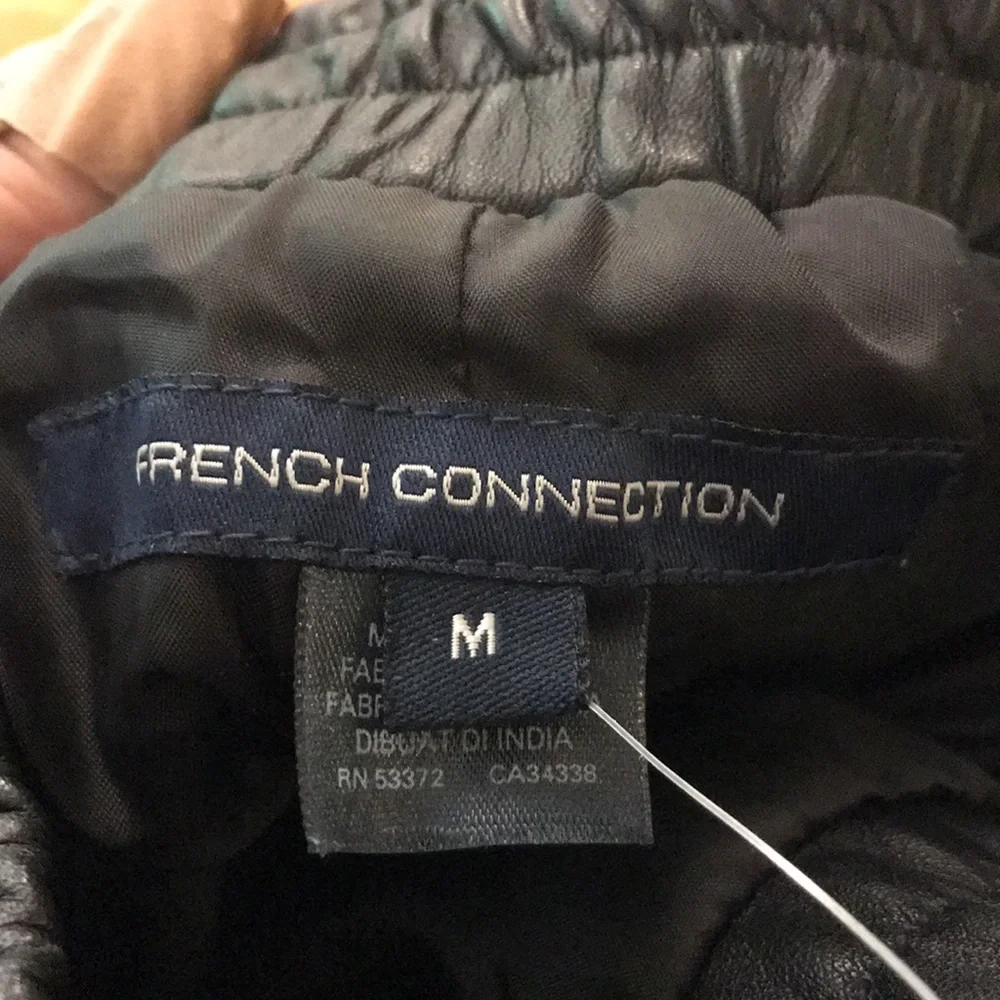 FRENCH CONNECTION
M
DIBUAT DI INDIA
RN 53372 CA34338